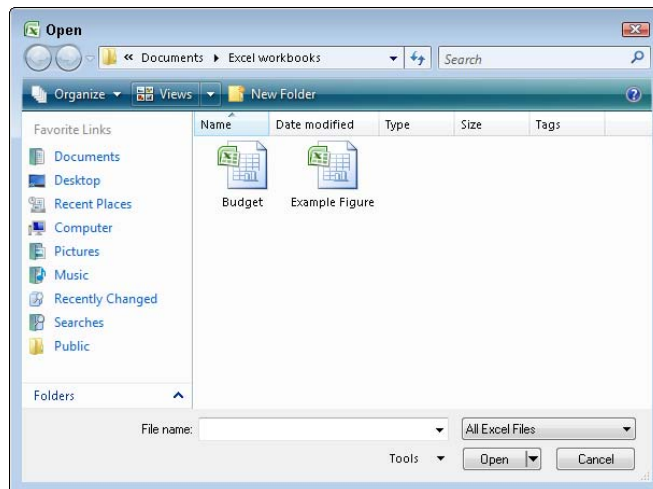 Open
« Documents ▸ Excel workbooks
Search
Organize Views New Folder
Favorite Links
Name Date modified Type Size Tags
Documents
Desktop
Recent Places
Computer
Pictures
Music
Recently Changed
Searches
Public
Budget Example Figure
Folders
File name: All Excel Files
Tools Open Cancel